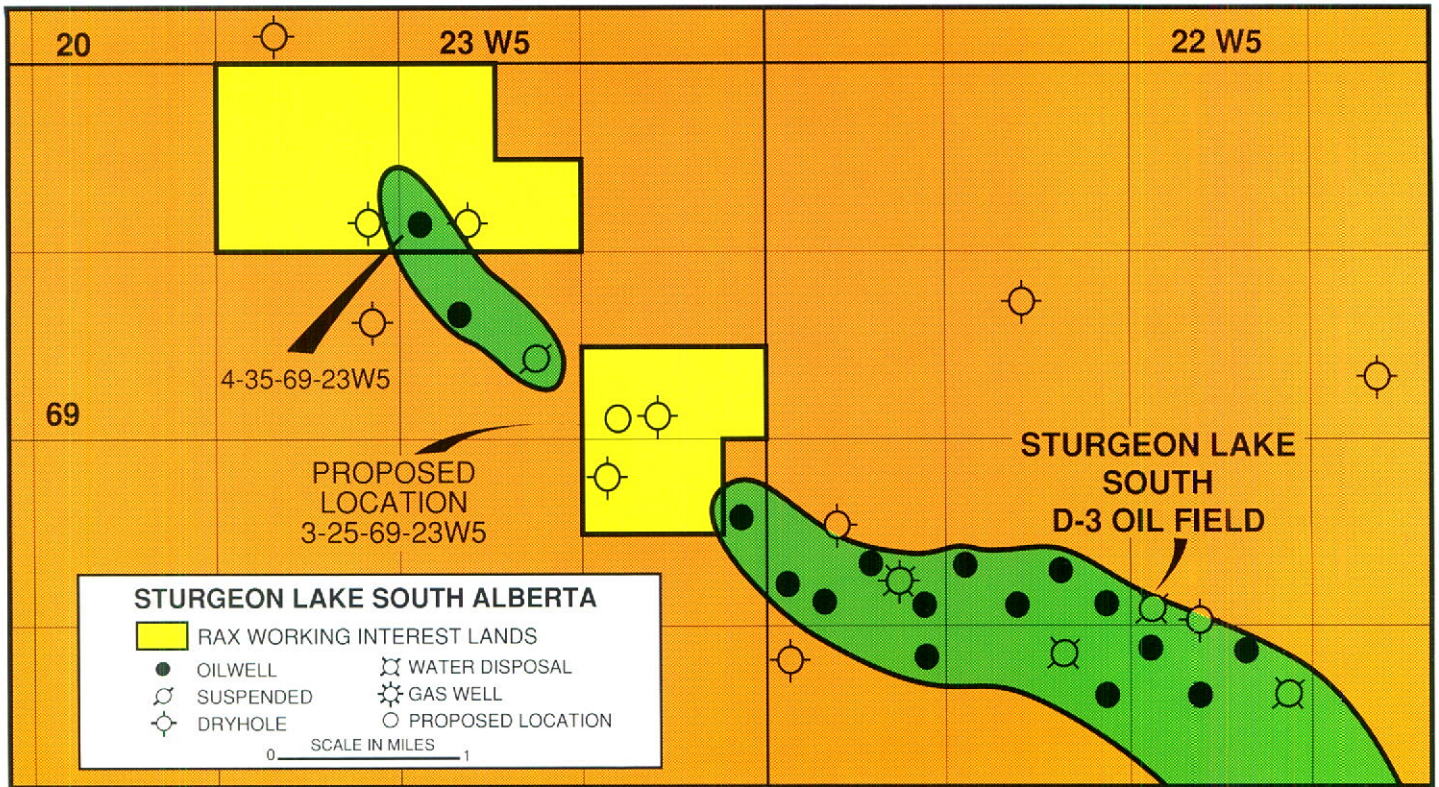 20
23 W5
22 W5
4-35-69-23W5
69
PROPOSED
LOCATION
3-25-69-23W5
STURGEON LAKE
SOUTH
D-3 OIL FIELD
STURGEON LAKE SOUTH ALBERTA
RAX WORKING INTEREST LANDS
OILWELL
WATER DISPOSAL
SUSPENDED
GAS WELL
DRYHOLE
PROPOSED LOCATION
SCALE IN MILES
0 1